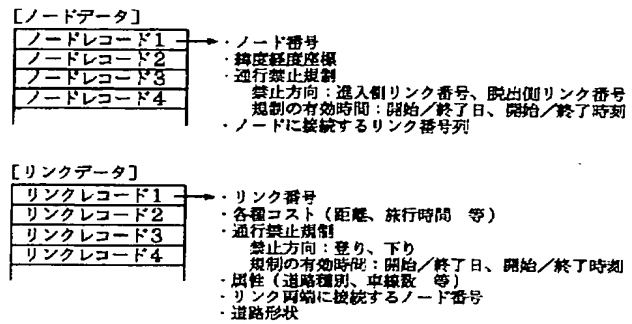 [ノードデータ]
ノードレコード1
ノードレコード2
ノードレコード3
ノードレコード4
・ノード番号
・緯度経度座標
・通行禁止規制
禁止方向：進入側リンク番号、脱出側リンク番号
規制の有効時間：開始／終了日、開始／終了時刻
・ノードに接続するリンク番号列
[リンクデータ]
リンクレコード1
リンクレコード2
リンクレコード3
リンクレコード4
・リンク番号
・各種コスト（距離、旅行時間　等）
・通行禁止規制
禁止方向：登り、下り
規制の有効時間：開始／終了日、開始／終了時刻
・属性（道路種別、車線数　等）
・リンク両端に接続するノード番号
・道路形状